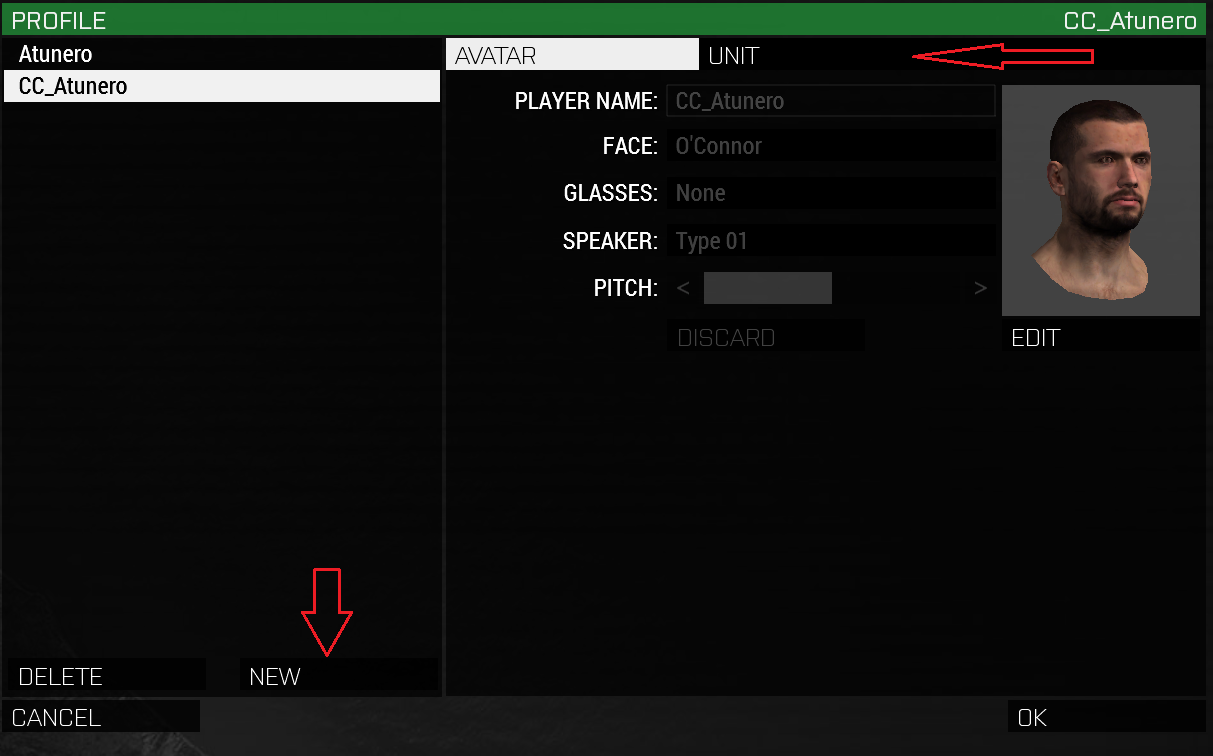 PROFILE CC_Atunero
Atunero
CC_Atunero
AVATAR UNIT
PLAYER NAME: CC_Atunero
FACE: O'Connor
GLASSES: None
SPEAKER: Type 01
PITCH: < >
DISCARD
EDIT
DELETE NEW
CANCEL OK